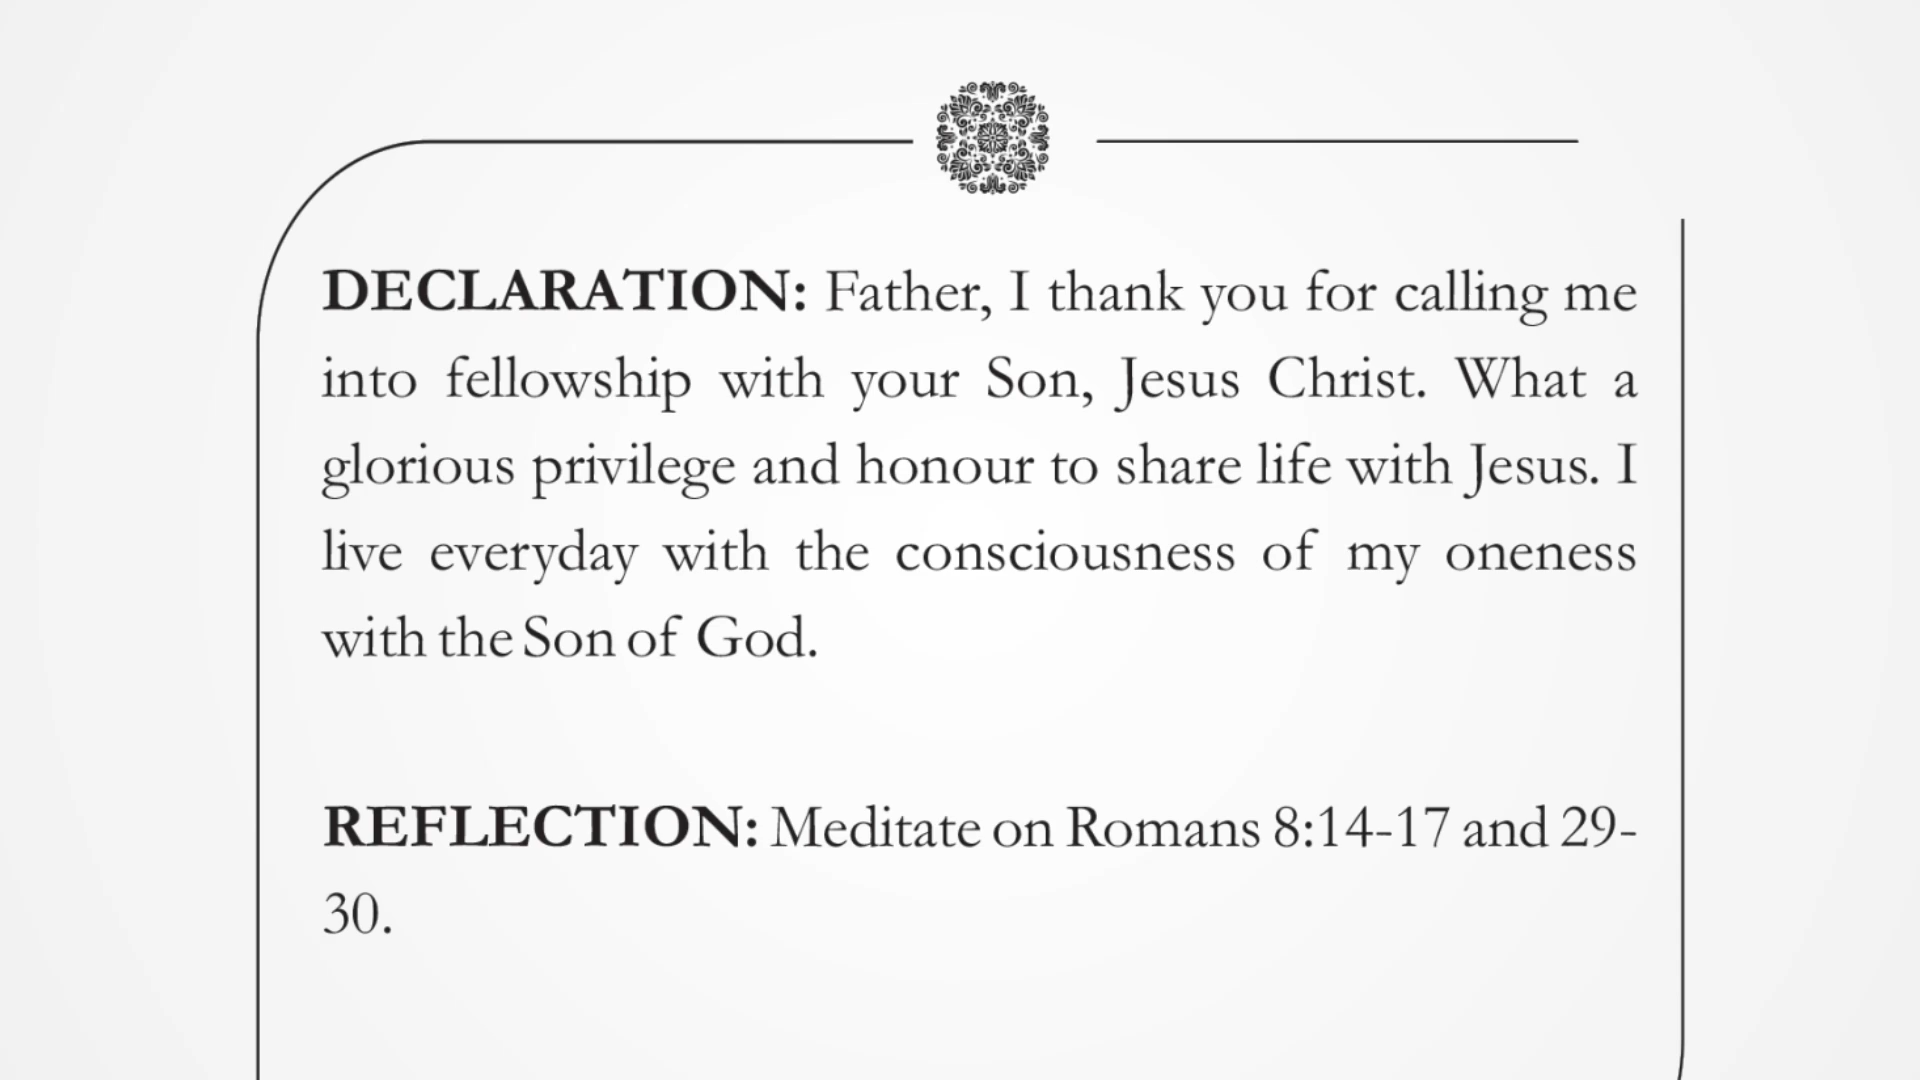 DECLARATION: Father, I thank you for calling me
into fellowship with your Son, Jesus Christ. What a
glorious privilege and honour to share life with Jesus. I
live everyday with the consciousness of my oneness
with the Son of God.
REFLECTION: Meditate on Romans 8:14-17 and 29-
30.